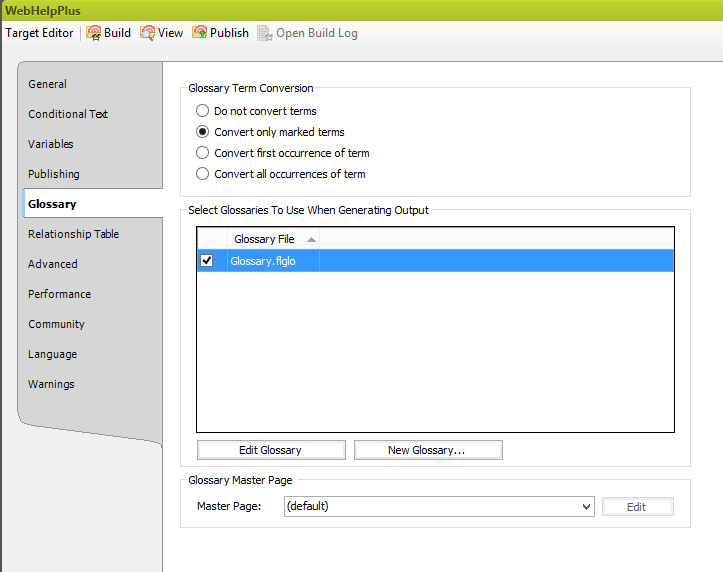 WebHelpPlus
Target Editor Build View Publish Open Build Log
General
Conditional Text
Variables
Publishing
Glossary
Relationship Table
Advanced
Performance
Community
Language
Warnings
Glossary Term Conversion
Do not convert terms
Convert only marked terms
Convert first occurrence of term
Convert all occurrences of term
Select Glossaries To Use When Generating Output
Glossary File
Glossary.flglo
Edit Glossary New Glossary...
Glossary Master Page
Master Page: (default) Edit